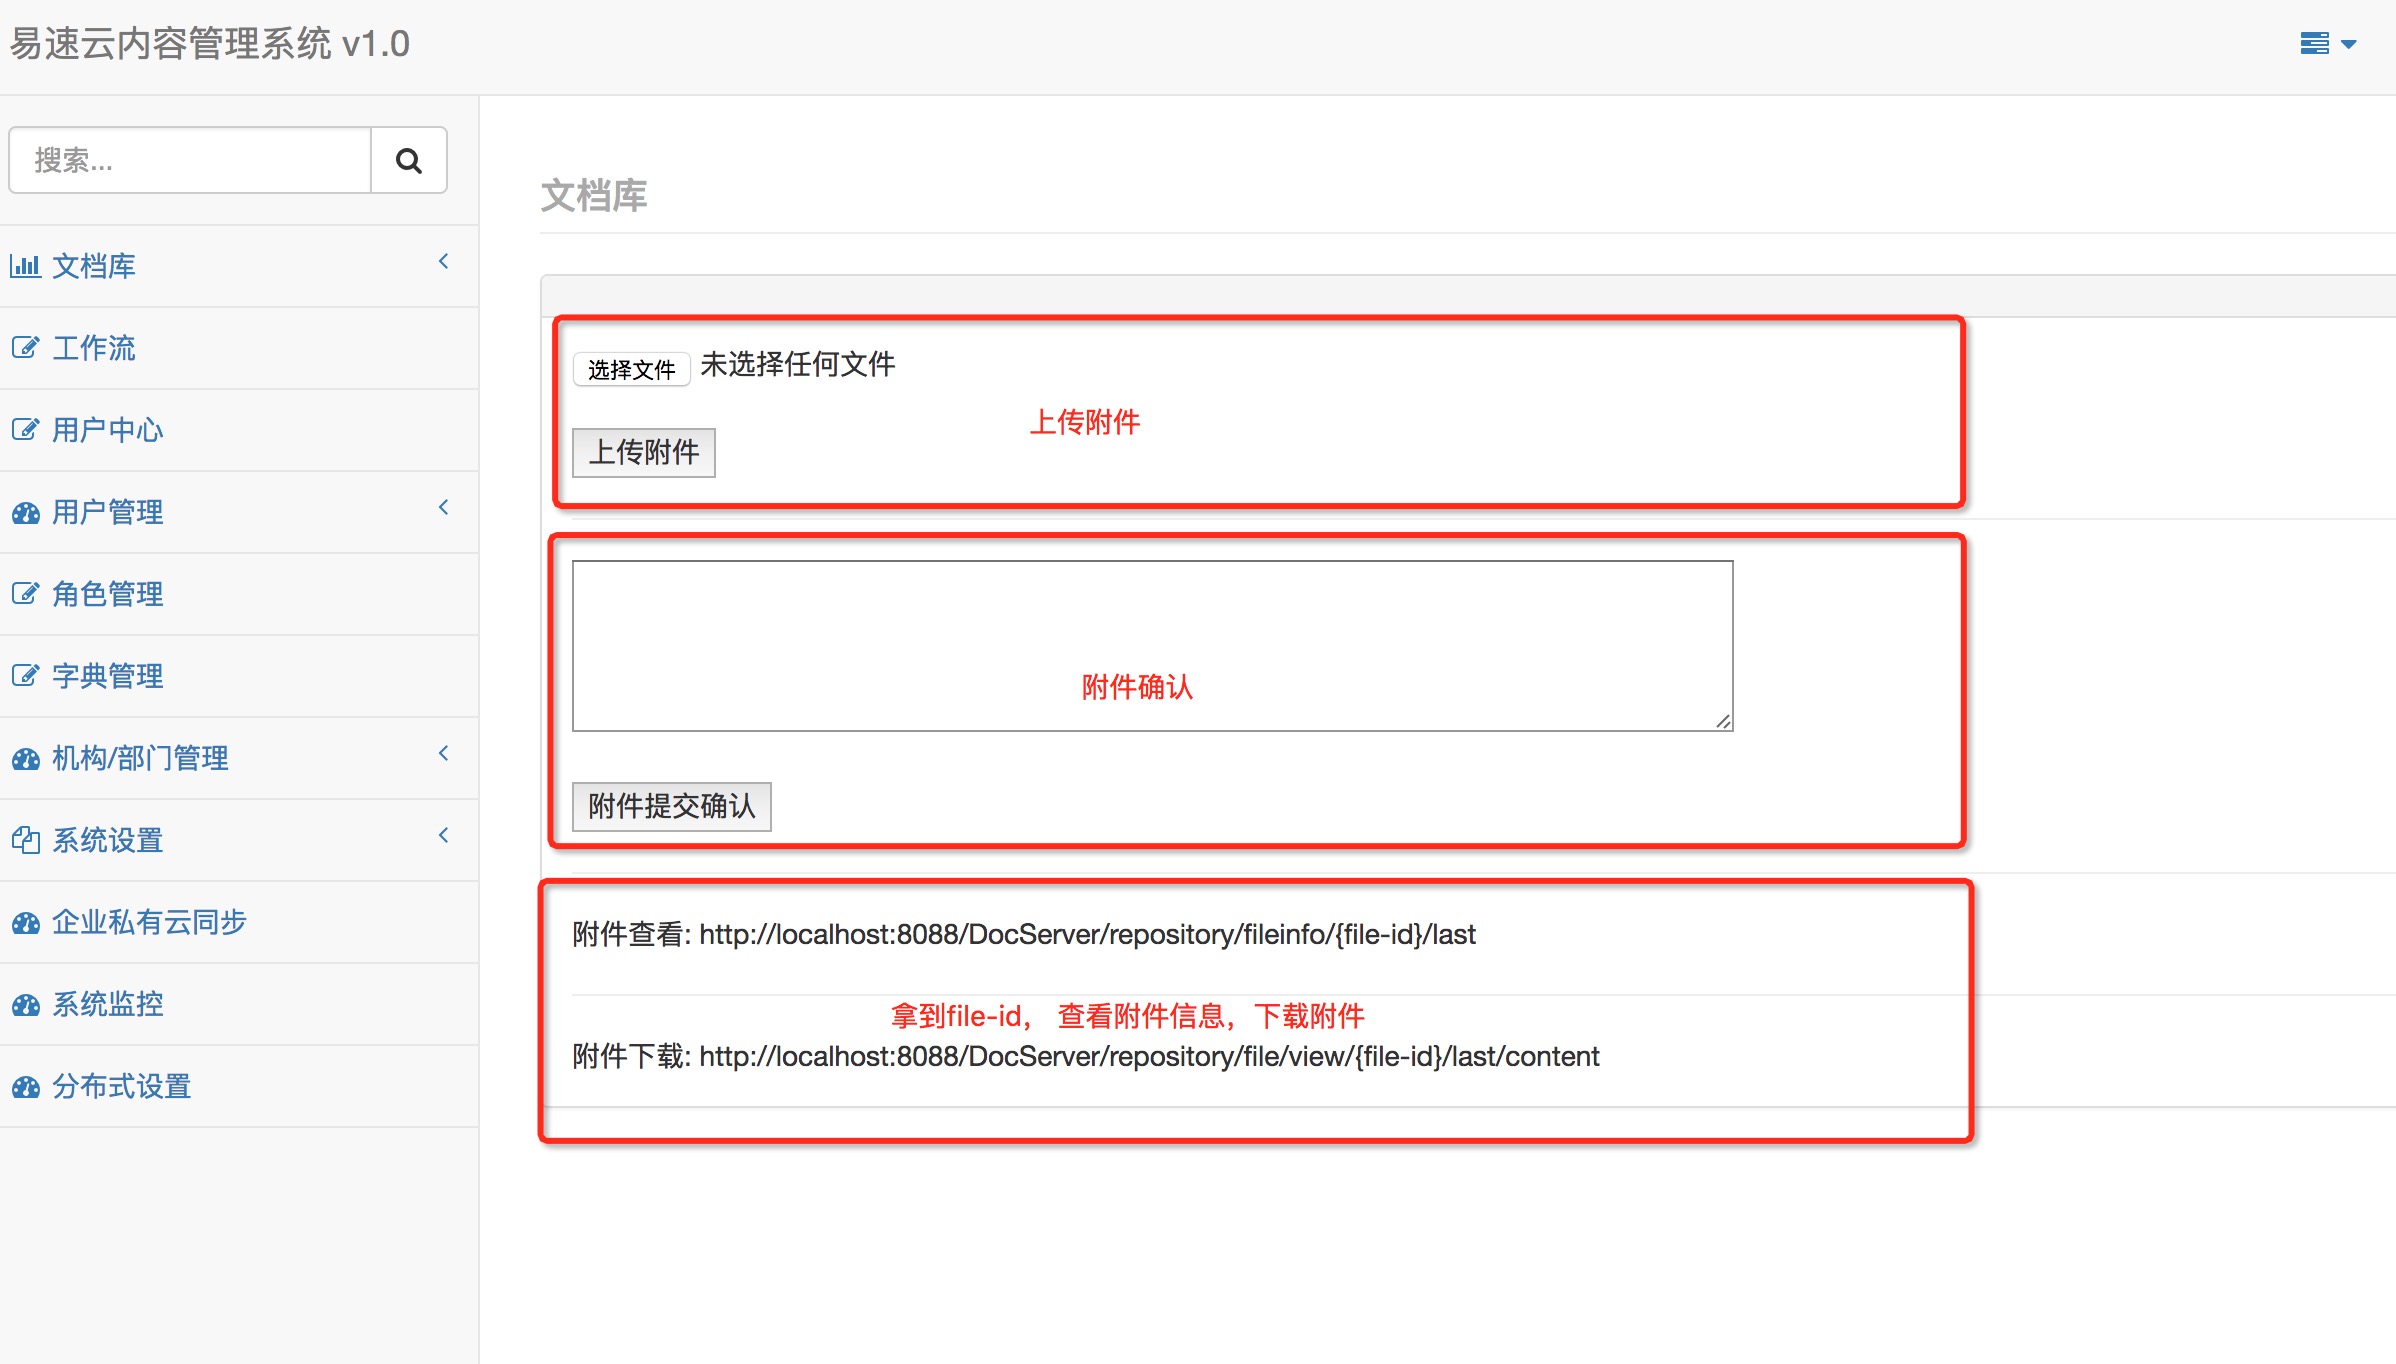 易速云内容管理系统 v1.0
搜索...
文档库
工作流
用户中心
用户管理
角色管理
字典管理
机构/部门管理
系统设置
企业私有云同步
系统监控
分布式设置
文档库
选择文件 未选择任何文件
上传附件
上传附件
附件确认
附件提交确认
附件查看: http://localhost:8088/DocServer/repository/fileinfo/{file-id}/last
拿到file-id， 查看附件信息，下载附件
附件下载: http://localhost:8088/DocServer/repository/file/view/{file-id}/last/content